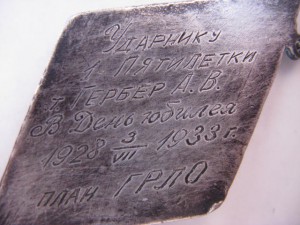 Ударнику
1 Пятилетки
т. Гербер А.В.
В День юбилея
1928 3/VII 1933 г.
план ГРЛО